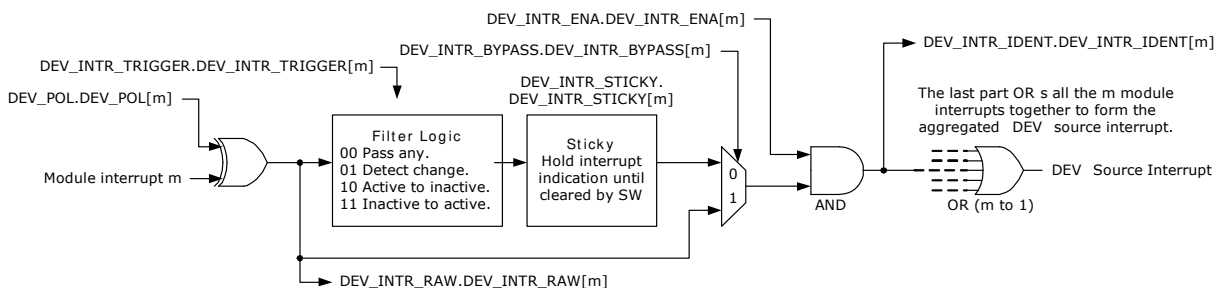 DEV_INTR_ENA.DEV_INTR_ENA[m]
DEV_INTR_IDENT.DEV_INTR_IDENT[m]
DEV_INTR_BYPASS.DEV_INTR_BYPASS[m]
DEV_INTR_TRIGGER.DEV_INTR_TRIGGER[m]
DEV_INTR_STICKY.
DEV_INTR_STICKY[m]
DEV_POL.DEV_POL[m]
The last part OR s all the m module
interrupts together to form the
aggregated DEV source interrupt.
Filter Logic
00 Pass any.
01 Detect change.
10 Active to inactive.
11 Inactive to active.
Sticky
Hold interrupt
indication until
cleared by SW
0
1
Module interrupt m
DEV Source Interrupt
AND
OR (m to 1)
DEV_INTR_RAW.DEV_INTR_RAW[m]